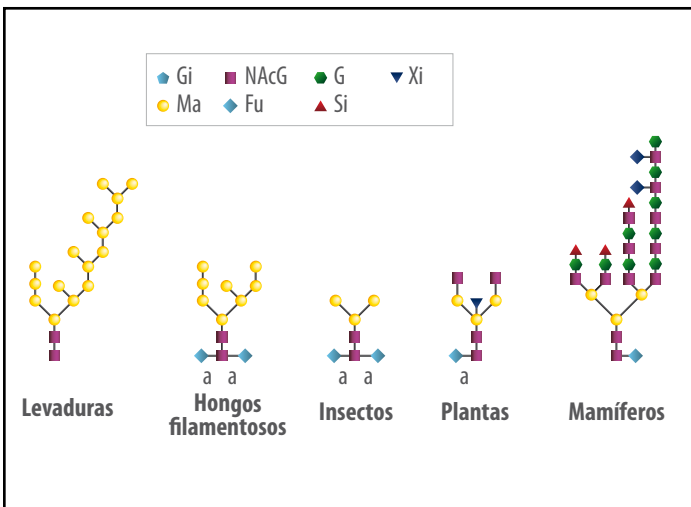 Gi NAcG G Xi
Ma Fu Si
a a a a a
Levaduras Hongos filamentosos Insectos Plantas Mamíferos